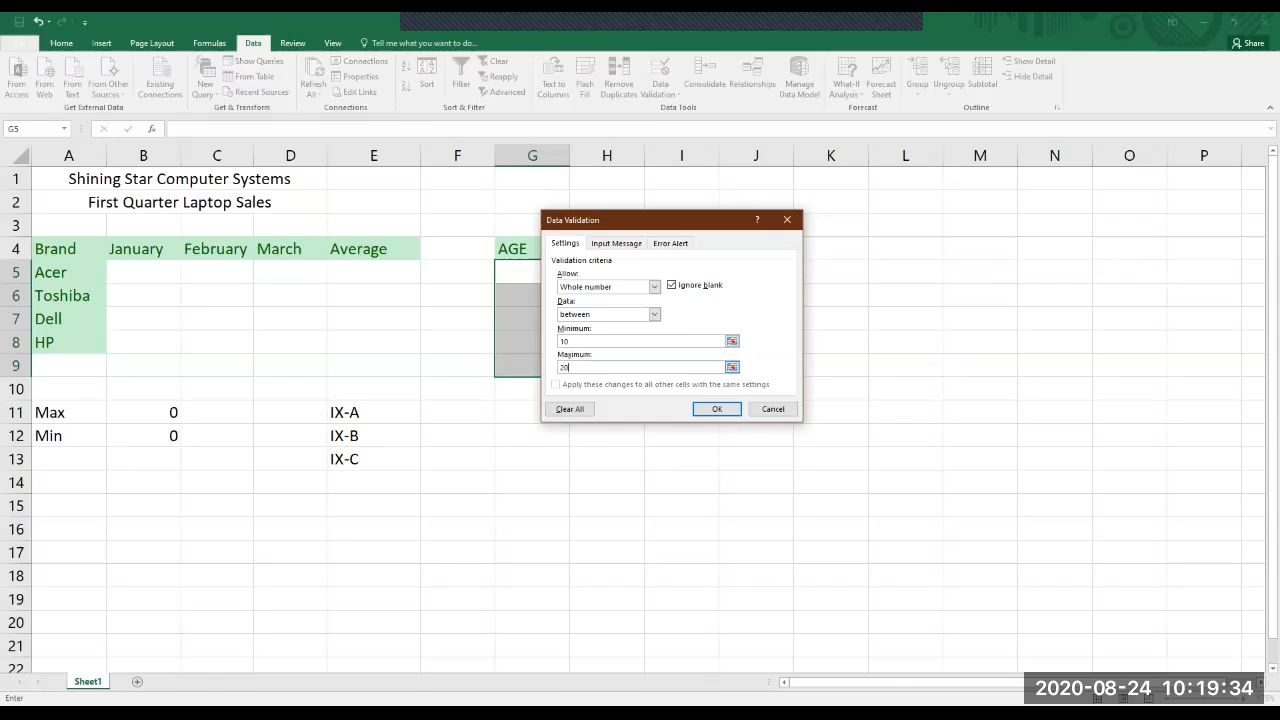 Home Insert Page Layout Formulas Data Review View Tell me what you want to do... Share
From Access From Web From Text From Other Sources Existing Connections New Query Show Queries From Table Recent Sources Refresh All Connections Properties Edit Links Sort Filter Clear Reapply Advanced Text to Columns Flash Fill Remove Duplicates Data Validation Consolidate Relationships Manage Data Model What-If Analysis Forecast Sheet Group Ungroup Subtotal Show Detail Hide Detail
Get External Data Get & Transform Connections Sort & Filter Data Tools Forecast Outline
G5 fx
A B C D E F G H I J K L M N O P
1 Shining Star Computer Systems
2 First Quarter Laptop Sales
3
4 Brand January February March Average AGE
5 Acer
6 Toshiba
7 Dell
8 HP
9
10
11 Max 0 IX-A
12 Min 0 IX-B
13 IX-C
14
15
16
17
18
19
20
21
22
Data Validation ?
Settings Input Message Error Alert
Validation criteria
Allow:
Whole number Ignore blank
Data:
between
Minimum:
10
Maximum:
20
Apply these changes to all other cells with the same settings
Clear All OK Cancel
Sheet1
Enter
2020-08-24 10:19:34